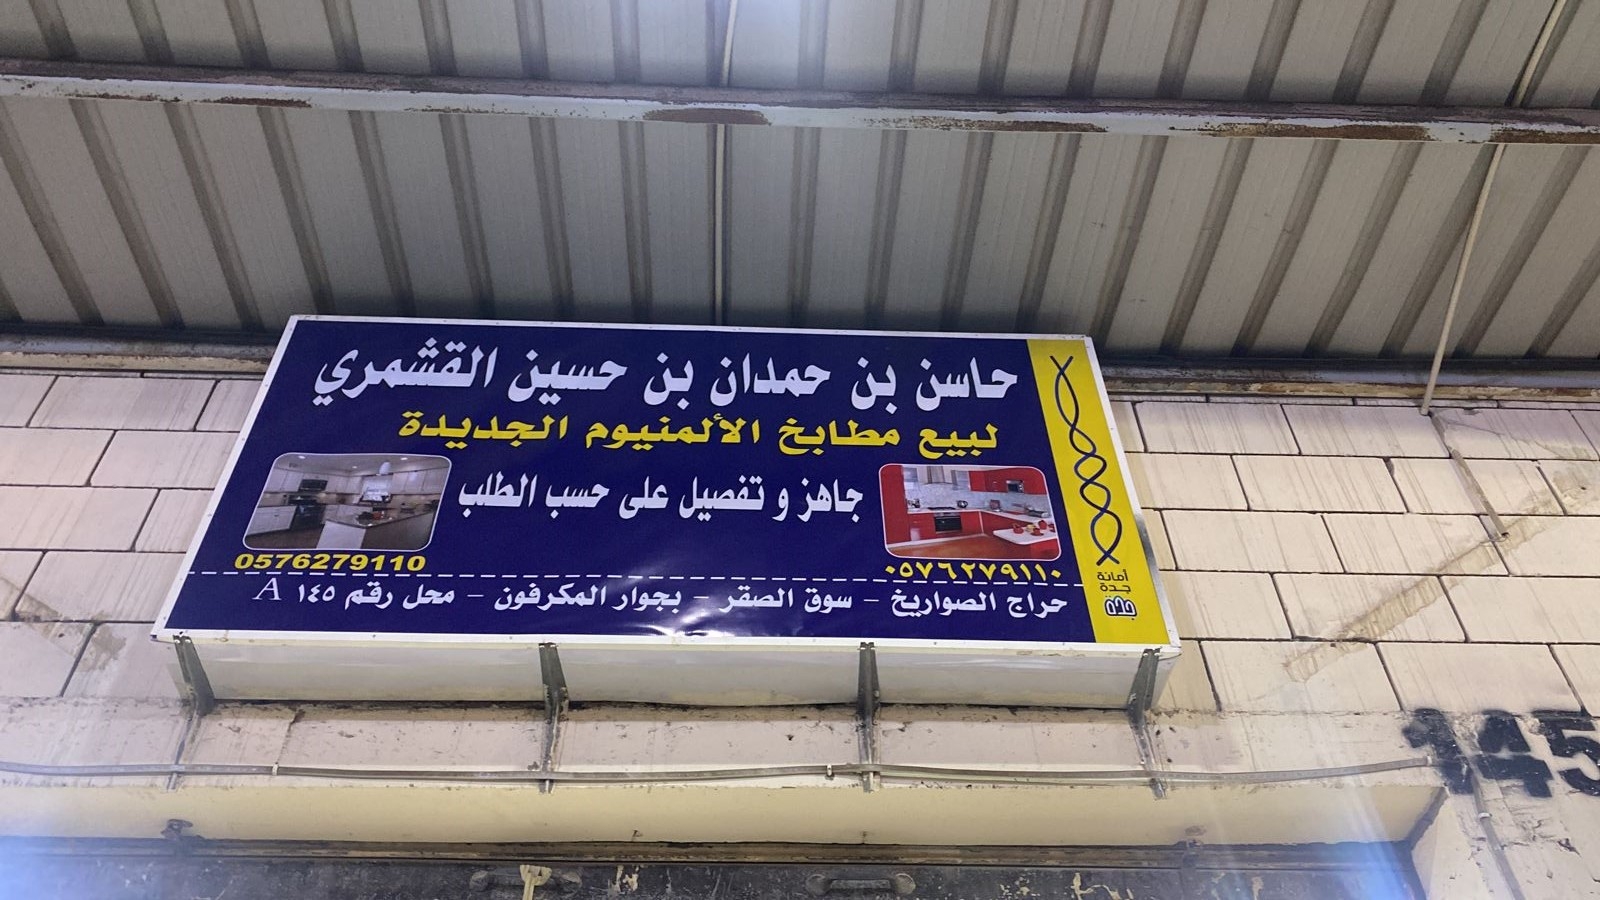 حاسن بن حمدان بن حسين القشمري
لبيع مطابخ الألمنيوم الجديدة
جاهز و تفصيل على حسب الطلب
٠٥٧٦٢٧٩١١٠
0576279110
حراج الصواريخ - سوق الصقر - بجوار المكرفون - محل رقم ١٤٥ A
أمانة
جدة
جدة
145